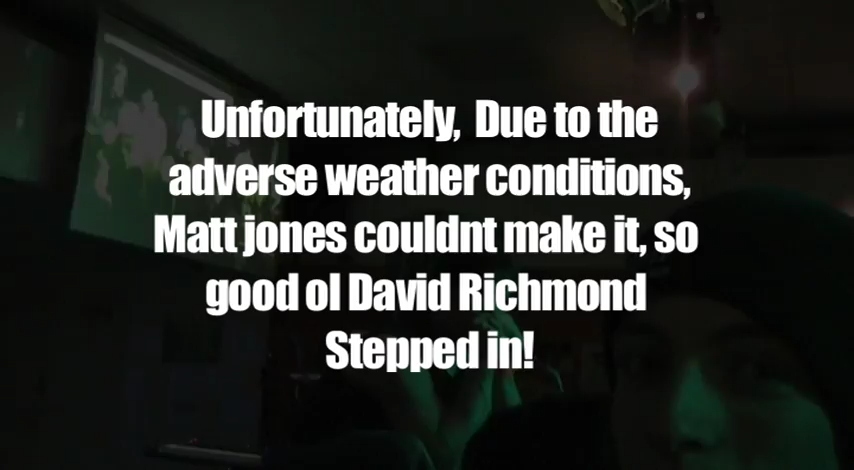 Unfortunately, Due to the
adverse weather conditions,
Matt jones couldnt make it, so
good ol David Richmond
Stepped in!